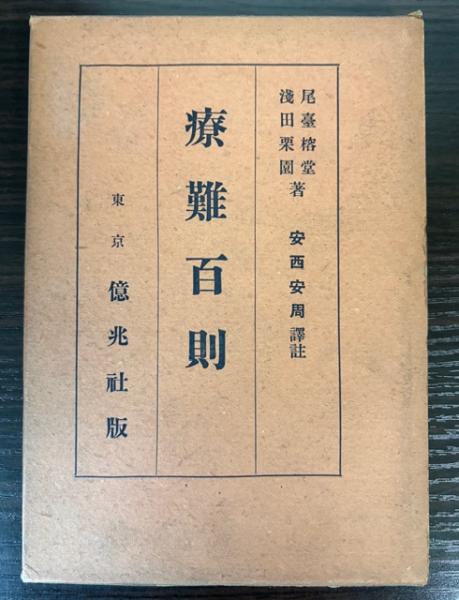 尾臺榕堂
淺田栗園 著
安西安周 譯註
療難百則
東京 億兆社版